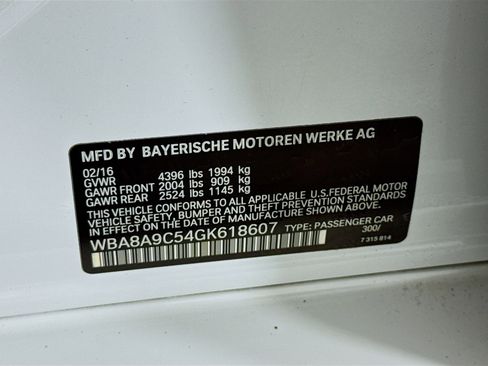 MFD BY BAYERISCHE MOTOREN WERKE AG
02/16
GVWR 4396 lbs 1994 kg
GAWR FRONT 2004 lbs 909 kg
GAWR REAR 2524 lbs 1145 kg
THIS VEHICLE CONFORMS TO ALL APPLICABLE U.S.FEDERAL MOTOR
VEHICLE SAFETY,BUMPER AND THEFT PREVENTION STANDARDS
IN EFFECT ON THE DATE OF MANUFACTURE SHOWN ABOVE.
WBA8A9C54GK618607 TYPE: PASSENGER CAR
300/
7 315 814